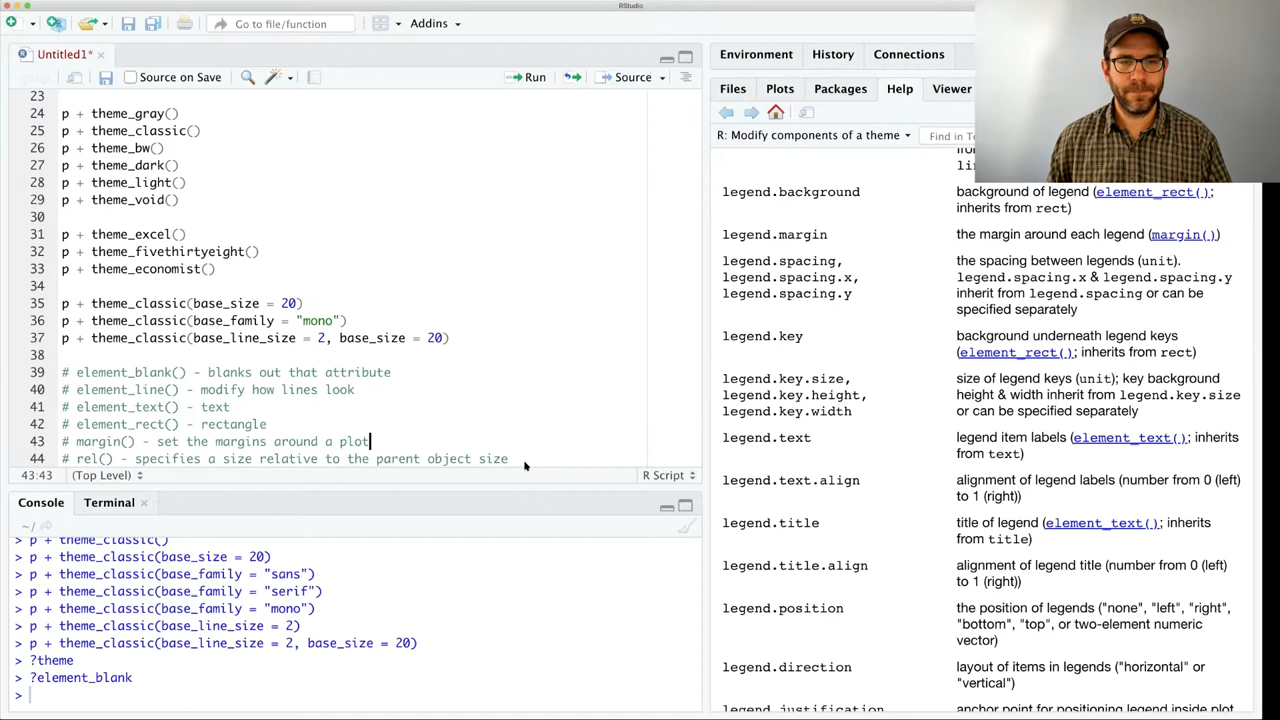 RStudio
Go to file/function
Addins
Untitled1*
Source on Save
Run
Source
23
24 p + theme_gray()
25 p + theme_classic()
26 p + theme_bw()
27 p + theme_dark()
28 p + theme_light()
29 p + theme_void()
30
31 p + theme_excel()
32 p + theme_fivethirtyeight()
33 p + theme_economist()
34
35 p + theme_classic(base_size = 20)
36 p + theme_classic(base_family = "mono")
37 p + theme_classic(base_line_size = 2, base_size = 20)
38
39 # element_blank() - blanks out that attribute
40 # element_line() - modify how lines look
41 # element_text() - text
42 # element_rect() - rectangle
43 # margin() - set the margins around a plot
44 # rel() - specifies a size relative to the parent object size
43:43 (Top Level) R Script
Console Terminal
~/
> p + theme_classic()
> p + theme_classic(base_size = 20)
> p + theme_classic(base_family = "sans")
> p + theme_classic(base_family = "serif")
> p + theme_classic(base_family = "mono")
> p + theme_classic(base_line_size = 2)
> p + theme_classic(base_line_size = 2, base_size = 20)
> ?theme
> ?element_blank
>
Environment History Connections
Files Plots Packages Help Viewer
R: Modify components of a theme
Find in
legend.background background of legend (element_rect();
inherits from rect)
legend.margin the margin around each legend (margin())
legend.spacing, the spacing between legends (unit).
legend.spacing.x, legend.spacing.x & legend.spacing.y
legend.spacing.y inherit from legend.spacing or can be
specified separately
legend.key background underneath legend keys
(element_rect(); inherits from rect)
legend.key.size, size of legend keys (unit); key background
legend.key.height, height & width inherit from legend.key.size
legend.key.width or can be specified separately
legend.text legend item labels (element_text(); inherits
from text)
legend.text.align alignment of legend labels (number from 0 (left)
to 1 (right))
legend.title title of legend (element_text(); inherits
from title)
legend.title.align alignment of legend title (number from 0 (left)
to 1 (right))
legend.position the position of legends ("none", "left", "right",
"bottom", "top", or two-element numeric
vector)
legend.direction layout of items in legends ("horizontal" or
"vertical")
legend.justification anchor point for positioning legend inside plot